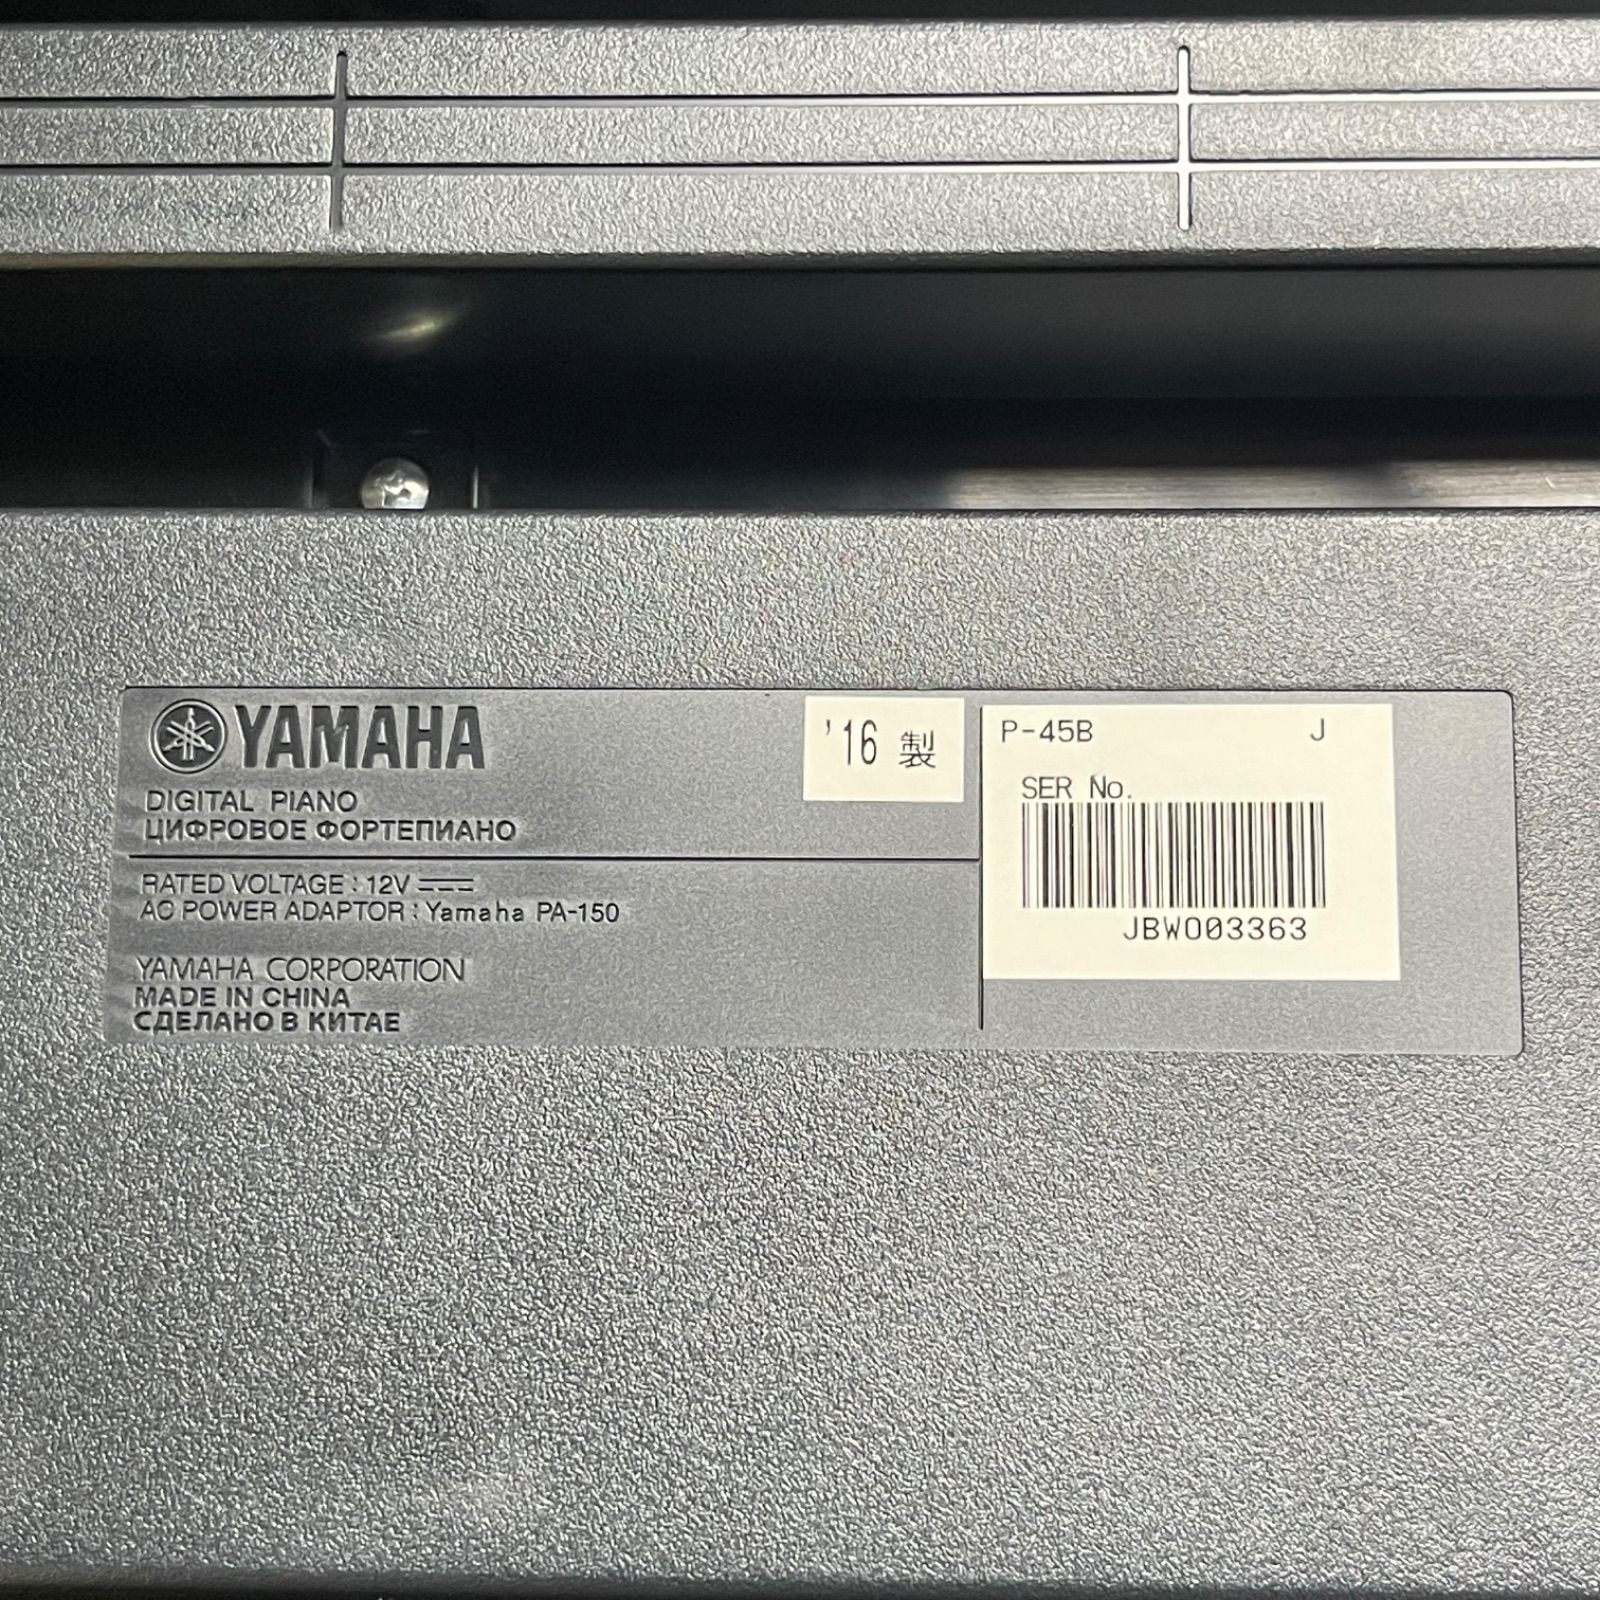 YAMAHA
DIGITAL PIANO
ЦИФРОВОЕ ФОРТЕПИАНО
'16 製
P-45B J
SER No.
JBWO03363
RATED VOLTAGE : 12V
AC POWER ADAPTOR : Yamaha PA-150
YAMAHA CORPORATION
MADE IN CHINA
СДЕЛАНО В КИТАЕ